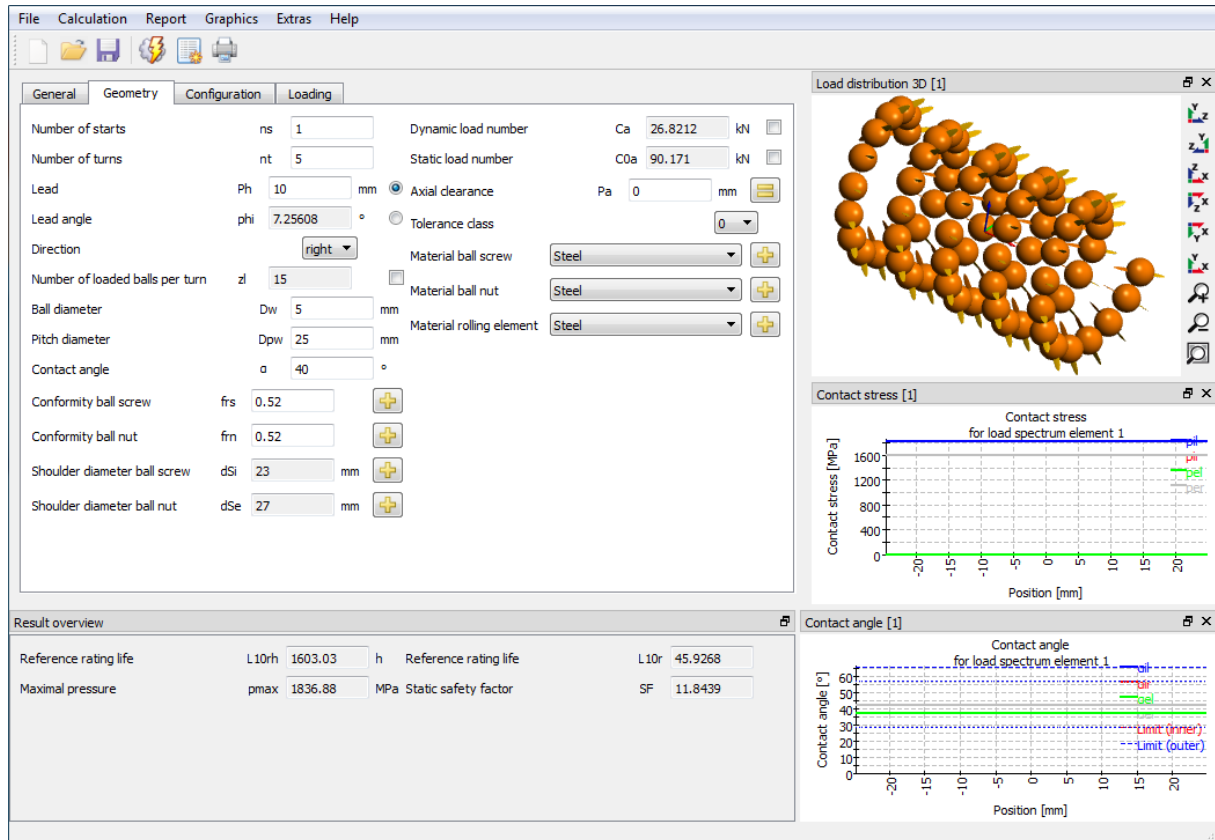 File Calculation Report Graphics Extras Help
General Geometry Configuration Loading
Number of starts ns 1
Number of turns nt 5
Lead Ph 10 mm
Lead angle phi 7.25608 °
Direction right
Number of loaded balls per turn zl 15
Ball diameter Dw 5 mm
Pitch diameter Dpw 25 mm
Contact angle α 40 °
Conformity ball screw frs 0.52
Conformity ball nut frn 0.52
Shoulder diameter ball screw dSi 23 mm
Shoulder diameter ball nut dSe 27 mm
Dynamic load number Ca 26.8212 kN
Static load number C0a 90.171 kN
Axial clearance Pa 0 mm
Tolerance class 0
Material ball screw Steel
Material ball nut Steel
Material rolling element Steel
Load distribution 3D [1]
Y Z
Z Y
Z X
Z X
Y X
Y X
Contact stress [1]
Contact stress
for load spectrum element 1
Contact stress [MPa]
1600
1200
800
400
0
pil
pir
pel
per
-20 -15 -10 -5 0 5 10 15 20
Position [mm]
Result overview
Reference rating life L10rh 1603.03 h Reference rating life L10r 45.9268
Maximal pressure pmax 1836.88 MPa Static safety factor SF 11.8439
Contact angle [1]
Contact angle
for load spectrum element 1
Contact angle [°]
60
50
40
30
20
10
0
Limit (inner)
Limit (outer)
-20 -15 -10 -5 0 5 10 15 20
Position [mm]